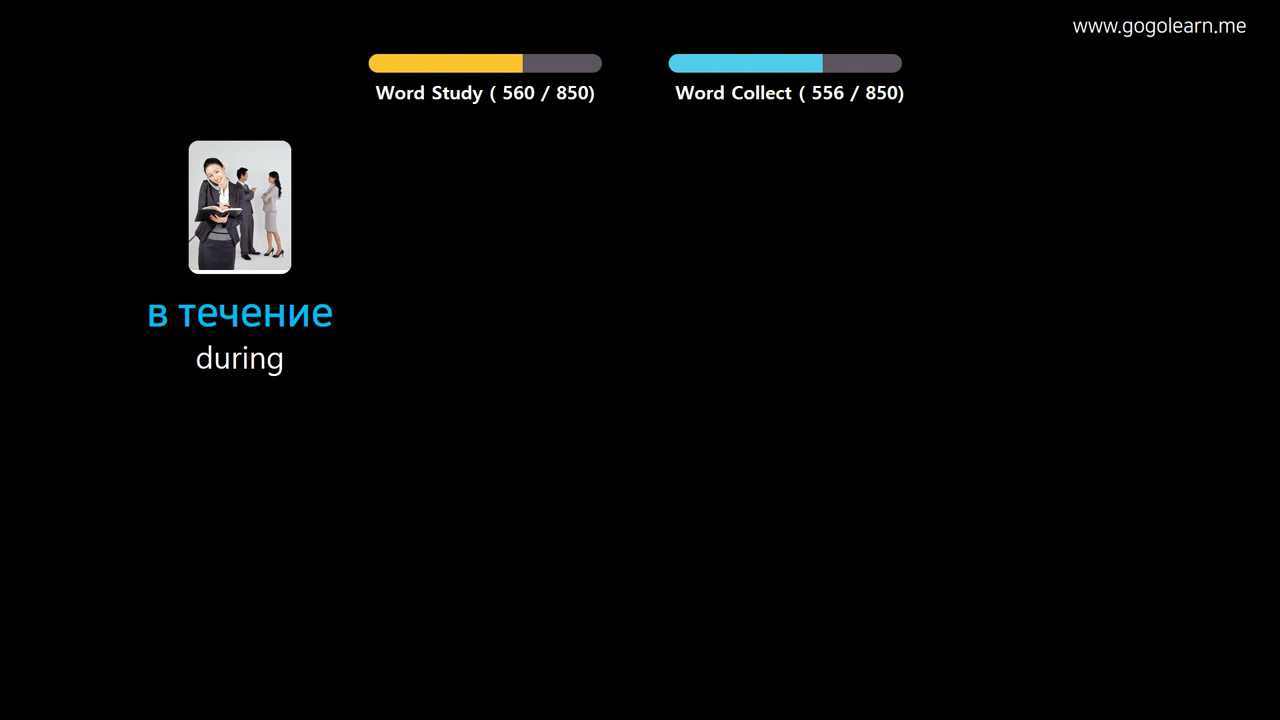 www.gogolearn.me
Word Study ( 560 / 850)
Word Collect ( 556 / 850)
в течение
during